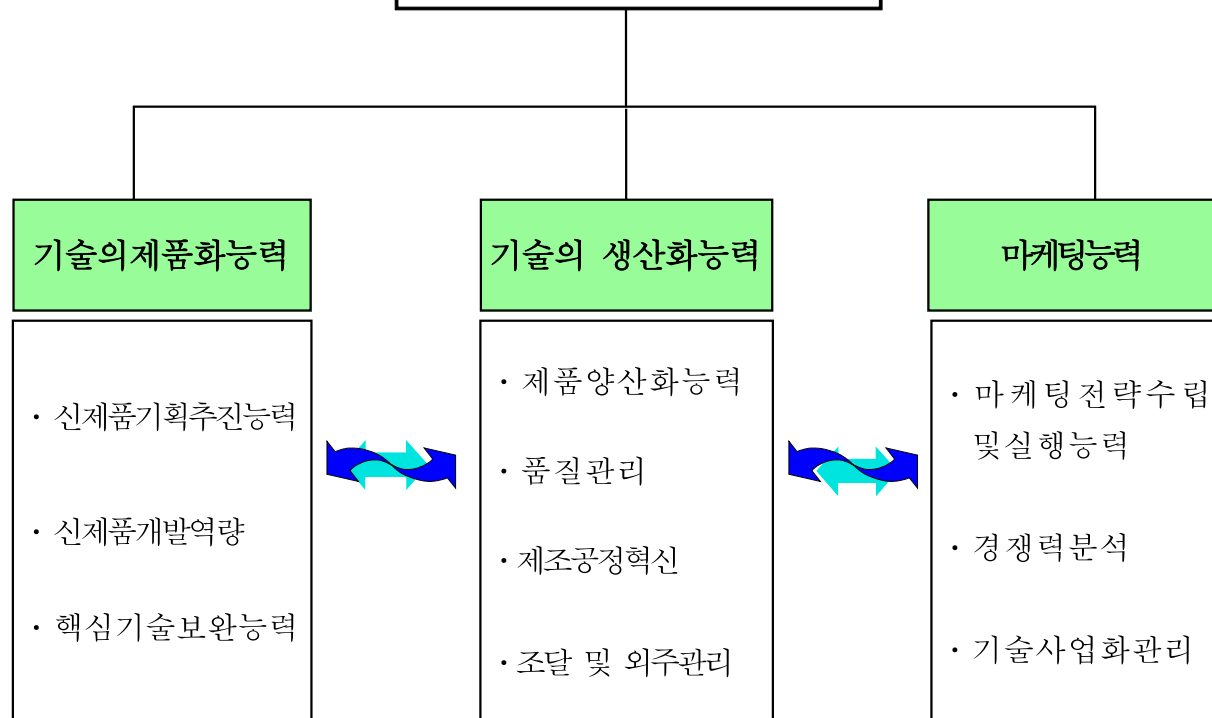 기술의제품화능력
· 신제품기획추진능력
· 신제품개발역량
· 핵심기술보완능력
기술의 생산화능력
· 제품양산화능력
· 품질관리
· 제조공정혁신
· 조달 및 외주관리
마케팅능력
· 마케팅전략수립
및실행능력
· 경쟁력분석
· 기술사업화관리